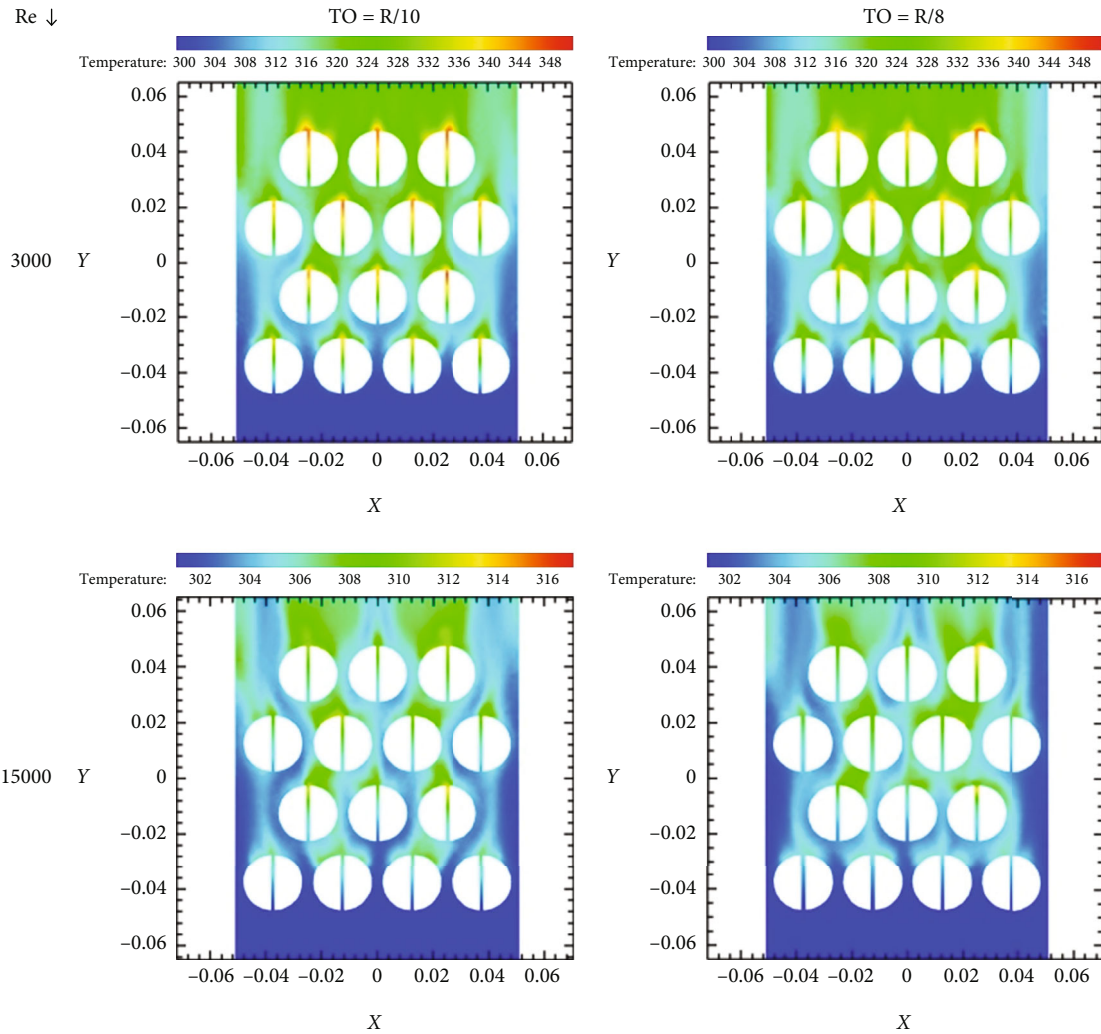 Re ↓ TO = R/10 TO = R/8
Temperature: 300 304 308 312 316 320 324 328 332 336 340 344 348
Temperature: 300 304 308 312 316 320 324 328 332 336 340 344 348
0.06
0.04
0.02
3000 Y 0
−0.02
−0.04
−0.06
−0.06 −0.04 −0.02 0 0.02 0.04 0.06
X
0.06
0.04
0.02
Y 0
−0.02
−0.04
−0.06
−0.06 −0.04 −0.02 0 0.02 0.04 0.06
X
Temperature: 302 304 306 308 310 312 314 316
Temperature: 302 304 306 308 310 312 314 316
0.06
0.04
0.02
15000 Y 0
−0.02
−0.04
−0.06
−0.06 −0.04 −0.02 0 0.02 0.04 0.06
X
0.06
0.04
0.02
Y 0
−0.02
−0.04
−0.06
−0.06 −0.04 −0.02 0 0.02 0.04 0.06
X